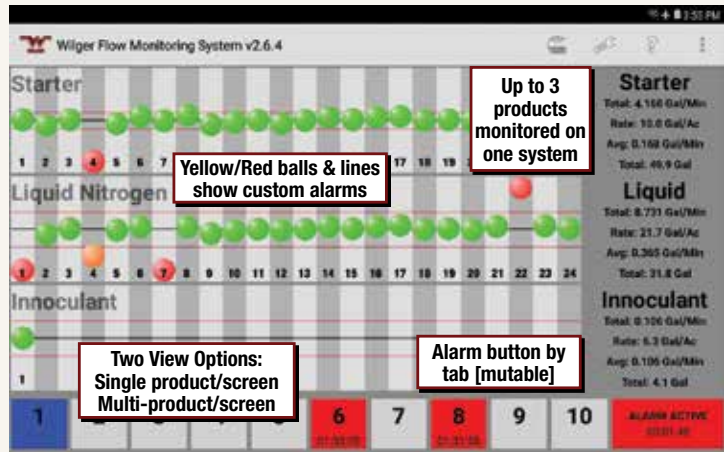 3:55 PM
Wilger Flow Monitoring System v2.6.4
Starter
1 2 3 4 5 6 7 17 18 19
Up to 3
products
monitored on
one system
Starter
Total: 4.168 Gal/Min
Rate: 10.0 Gal/Ac
Avg: 0.168 Gal/Min
Total: 49.9 Gal
Yellow/Red balls & lines
show custom alarms
Liquid Nitrogen
1 2 3 4 5 6 7 8 9 10 11 12 13 14 15 16 17 18 19 20 21 22 23 24
Liquid
Total: 8.731 Gal/Min
Rate: 21.7 Gal/Ac
Avg: 0.365 Gal/Min
Total: 31.8 Gal
Innoculant
1
Two View Options:
Single product/screen
Multi-product/screen
Alarm button by
tab [mutable]
Innoculant
Total: 0.106 Gal/Min
Rate: 6.3 Gal/Ac
Avg: 0.106 Gal/Min
Total: 4.1 Gal
1 6 7 8 9 10
ALARM ACTIVE